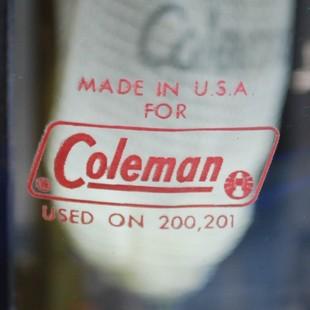 MADE IN U.S.A.
FOR
Coleman
USED ON 200,201